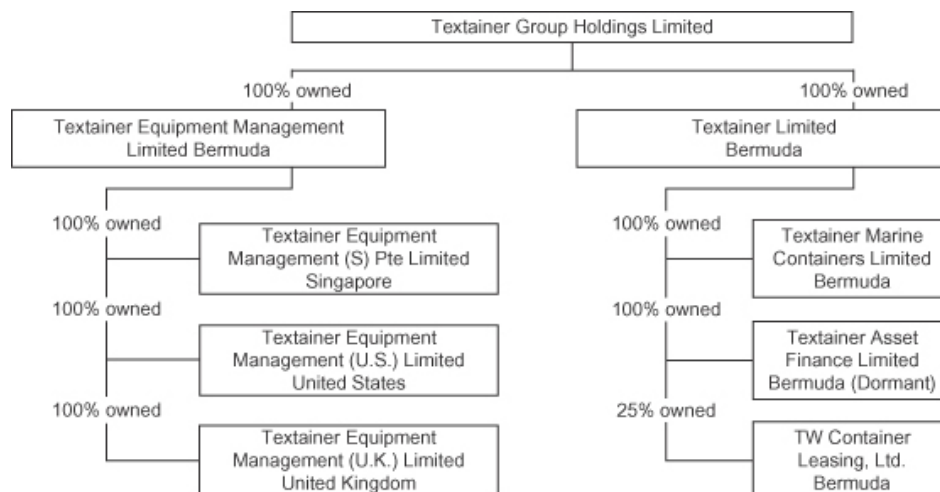 Textainer Group Holdings Limited
100% owned
100% owned
Textainer Equipment Management
Limited Bermuda
Textainer Limited
Bermuda
100% owned
Textainer Equipment
Management (S) Pte Limited
Singapore
100% owned
Textainer Equipment
Management (U.S.) Limited
United States
100% owned
Textainer Equipment
Management (U.K.) Limited
United Kingdom
100% owned
Textainer Marine
Containers Limited
Bermuda
100% owned
Textainer Asset
Finance Limited
Bermuda (Dormant)
25% owned
TW Container
Leasing, Ltd.
Bermuda